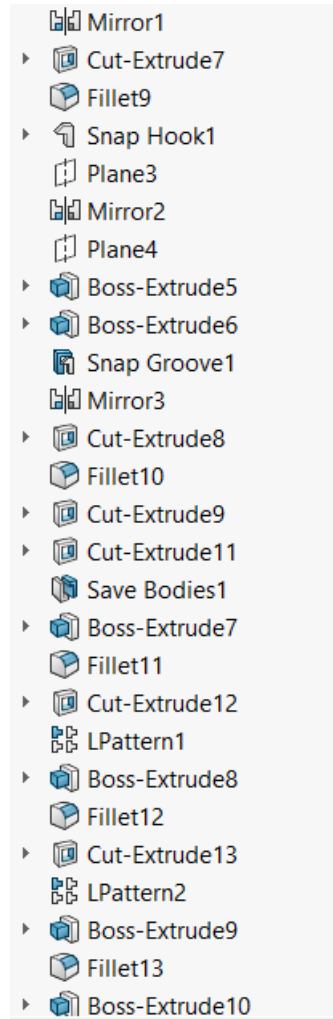 Mirror1
Cut-Extrude7
Fillet9
Snap Hook1
Plane3
Mirror2
Plane4
Boss-Extrude5
Boss-Extrude6
Snap Groove1
Mirror3
Cut-Extrude8
Fillet10
Cut-Extrude9
Cut-Extrude11
Save Bodies1
Boss-Extrude7
Fillet11
Cut-Extrude12
LPattern1
Boss-Extrude8
Fillet12
Cut-Extrude13
LPattern2
Boss-Extrude9
Fillet13
Boss-Extrude10